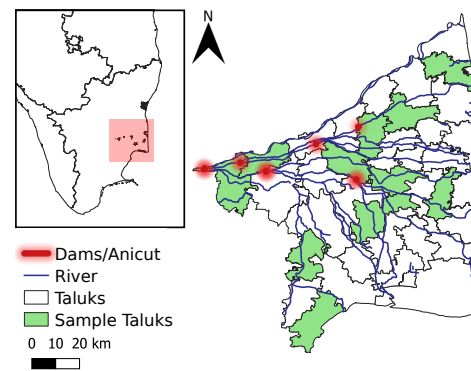 N
Dams/Anicut
River
Taluks
Sample Taluks
0 10 20 km